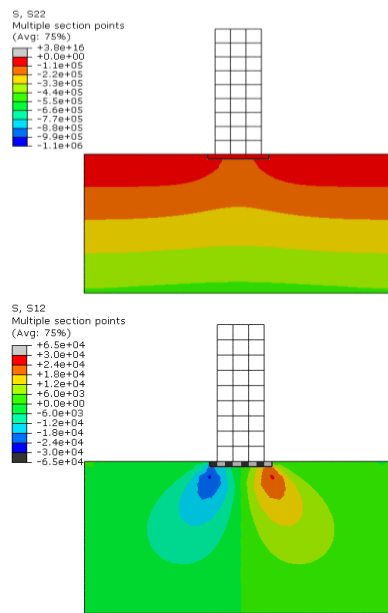 S, S22
Multiple section points
(Avg: 75%)
+3.8e+16
+0.0e+00
-1.1e+05
-2.2e+05
-3.3e+05
-4.4e+05
-5.5e+05
-6.6e+05
-7.7e+05
-8.8e+05
-9.9e+05
-1.1e+06
S, S12
Multiple section points
(Avg: 75%)
+6.5e+04
+3.0e+04
+2.4e+04
+1.8e+04
+1.2e+04
+6.0e+03
+0.0e+00
-6.0e+03
-1.2e+04
-1.8e+04
-2.4e+04
-3.0e+04
-6.5e+04